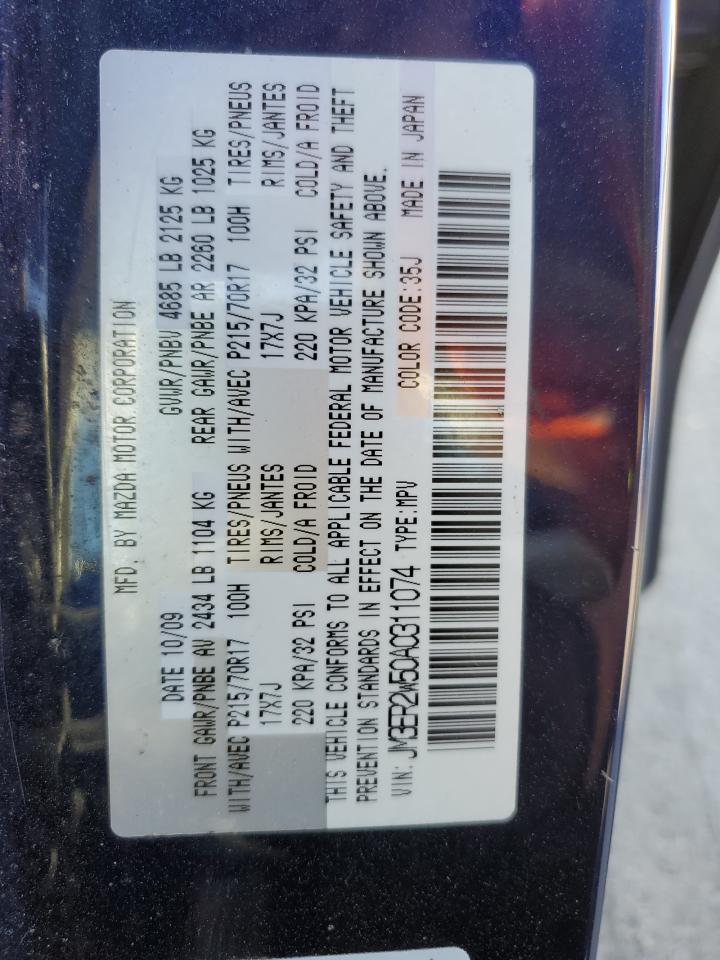 MFD. BY MAZDA MOTOR CORPORATION
DATE 10/09 GVWR/PNBV 4685 LB 2125 KG
FRONT GAWR/PNBE AV 2434 LB 1104 KG REAR GAWR/PNBE AR 2260 LB 1025 KG
WITH/AVEC P215/70R17 100H TIRES/PNEUS WITH/AVEC P215/70R17 100H TIRES/PNEUS
17X7J RIMS/JANTES 17X7J RIMS/JANTES
220 KPA/32 PSI COLD/A FROID 220 KPA/32 PSI COLD/A FROID
THIS VEHICLE CONFORMS TO ALL APPLICABLE FEDERAL MOTOR VEHICLE SAFETY AND THEFT
PREVENTION STANDARDS IN EFFECT ON THE DATE OF MANUFACTURE SHOWN ABOVE.
VIN: JM3ER2W50A0311074 TYPE:MPV COLOR CODE:35J MADE IN JAPAN